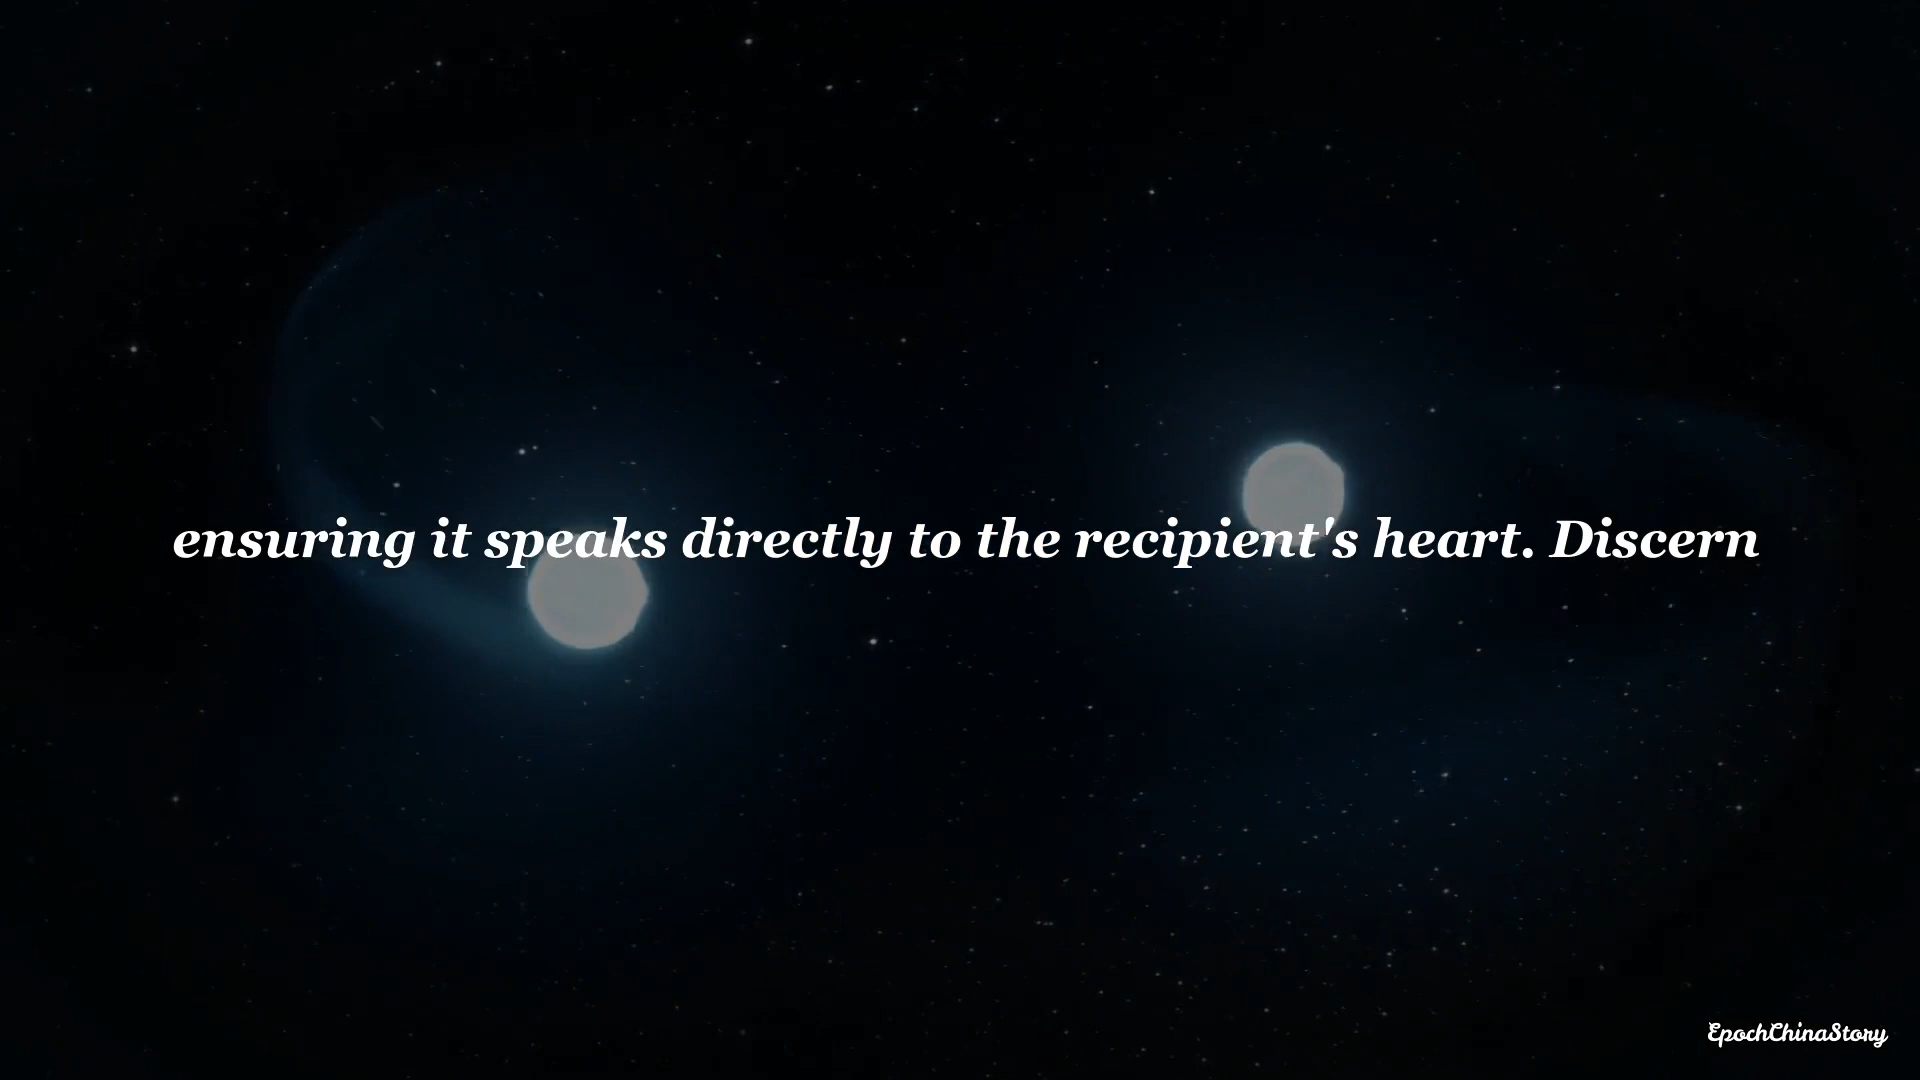 ensuring it speaks directly to the recipient's heart. Discern
EpochChinaStory